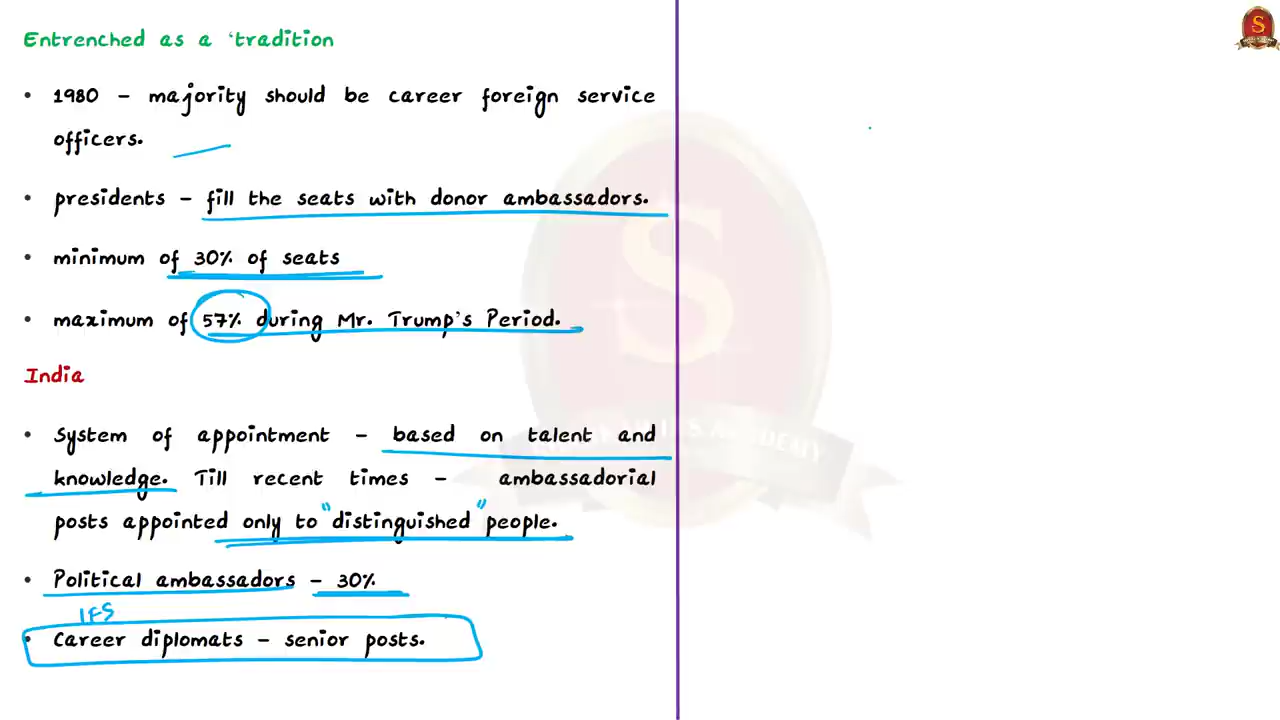 Entrenched as a ‘tradition
• 1980 – majority should be career foreign service
officers.
• presidents – fill the seats with donor ambassadors.
• minimum of 30% of seats
• maximum of 57% during Mr. Trump's Period.
India
• System of appointment – based on talent and
knowledge. Till recent times – ambassadorial
posts appointed only to "distinguished" people.
• Political ambassadors – 30%
IFS
• Career diplomats – senior posts.
S